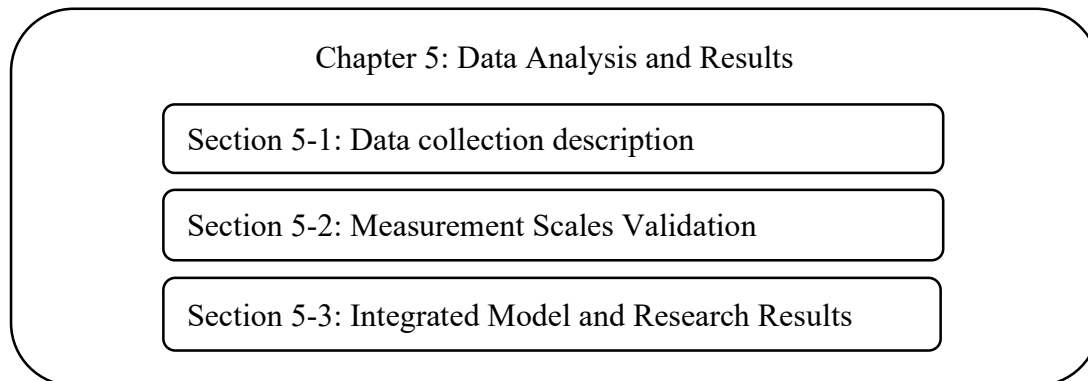 Chapter 5: Data Analysis and Results
Section 5-1: Data collection description
Section 5-2: Measurement Scales Validation
Section 5-3: Integrated Model and Research Results